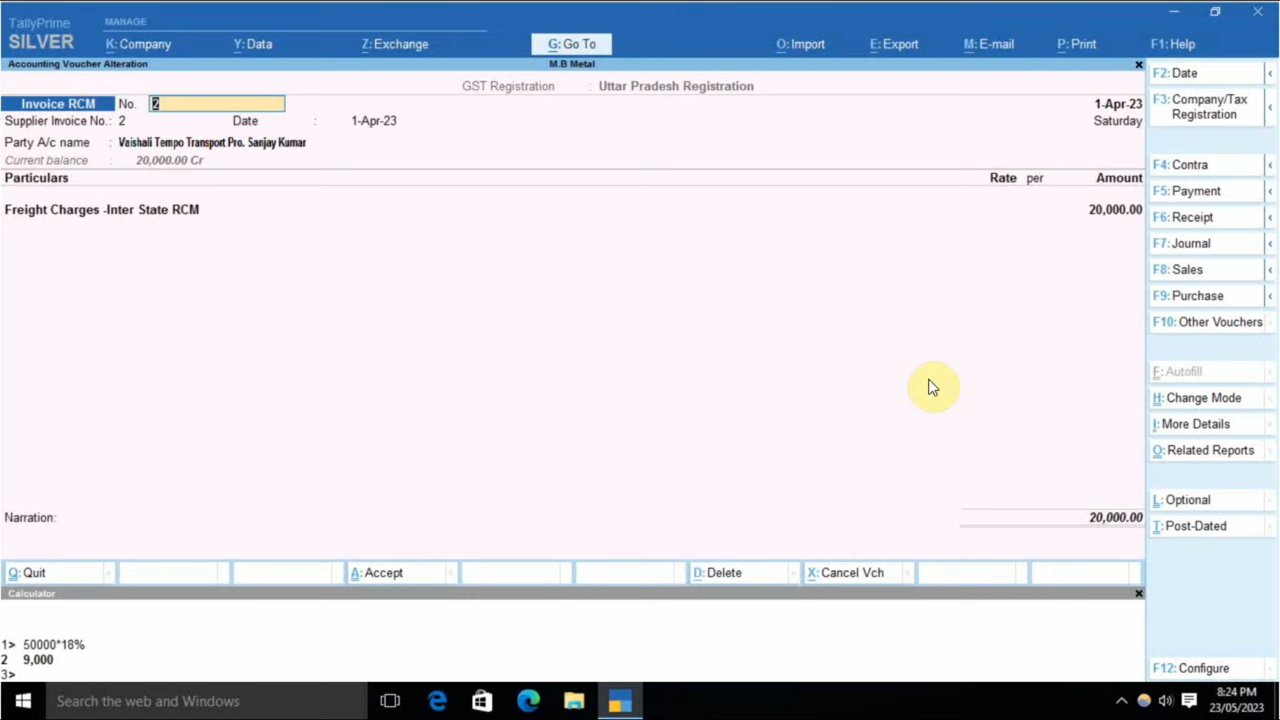 TallyPrime MANAGE
SILVER K: Company Y: Data Z: Exchange G: Go To O: Import E: Export M: E-mail P: Print F1: Help
Accounting Voucher Alteration M.B Metal
GST Registration : Uttar Pradesh Registration
Invoice RCM No. 2 1-Apr-23
Supplier Invoice No.: 2 Date : 1-Apr-23 Saturday
Party A/c name : Vaishali Tempo Transport Pro. Sanjay Kumar
Current balance : 20,000.00 Cr
Particulars Rate per Amount
Freight Charges -Inter State RCM 20,000.00
Narration: 20,000.00
Q: Quit A: Accept D: Delete X: Cancel Vch
Calculator
1> 50000*18%
2 9,000
3>
F2: Date
F3: Company/Tax
Registration
F4: Contra
F5: Payment
F6: Receipt
F7: Journal
F8: Sales
F9: Purchase
F10: Other Vouchers
E: Autofill
H: Change Mode
I: More Details
O: Related Reports
L: Optional
T: Post-Dated
F12: Configure
Search the web and Windows
8:24 PM
23/05/2023